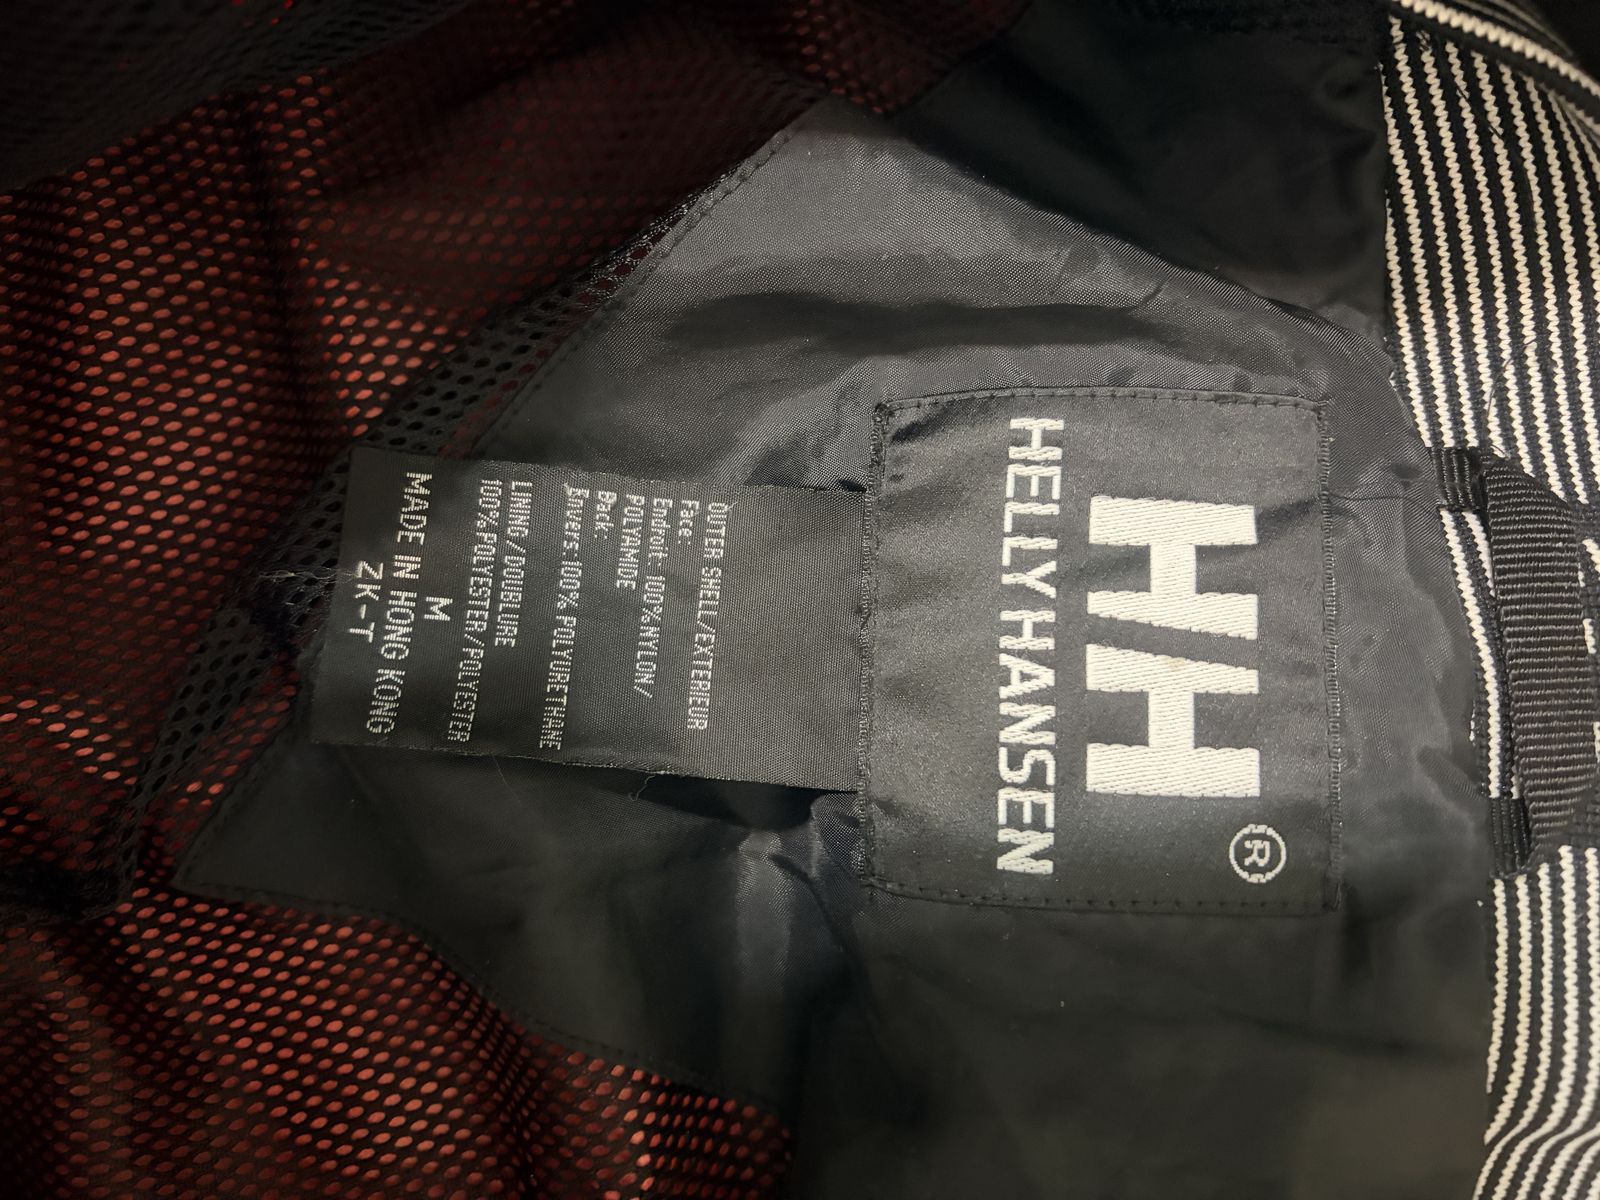 HH
®
HELLY HANSEN
OUTER SHELL/EXTERIEUR
Face:
Endroit: 100% NYLON/
POLYAMIDE
Back:
Envers: 100% POLYURETHANE
LINING/DOUBLURE
100% POLYESTER/POLYESTER
M
MADE IN HONG KONG
ZK-T